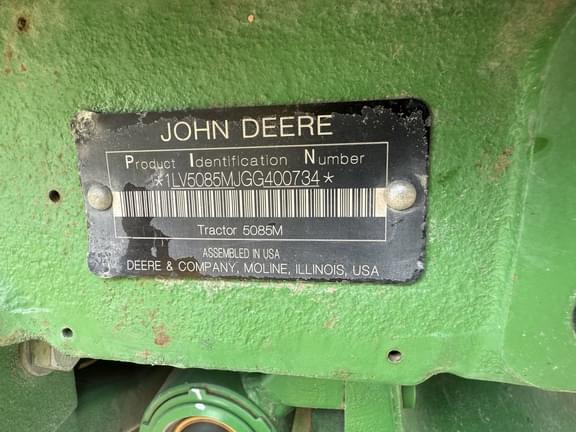 JOHN DEERE
Product Identification Number
*1LV5085MJGG400734*
Tractor 5085M
ASSEMBLED IN USA
DEERE & COMPANY, MOLINE, ILLINOIS, USA